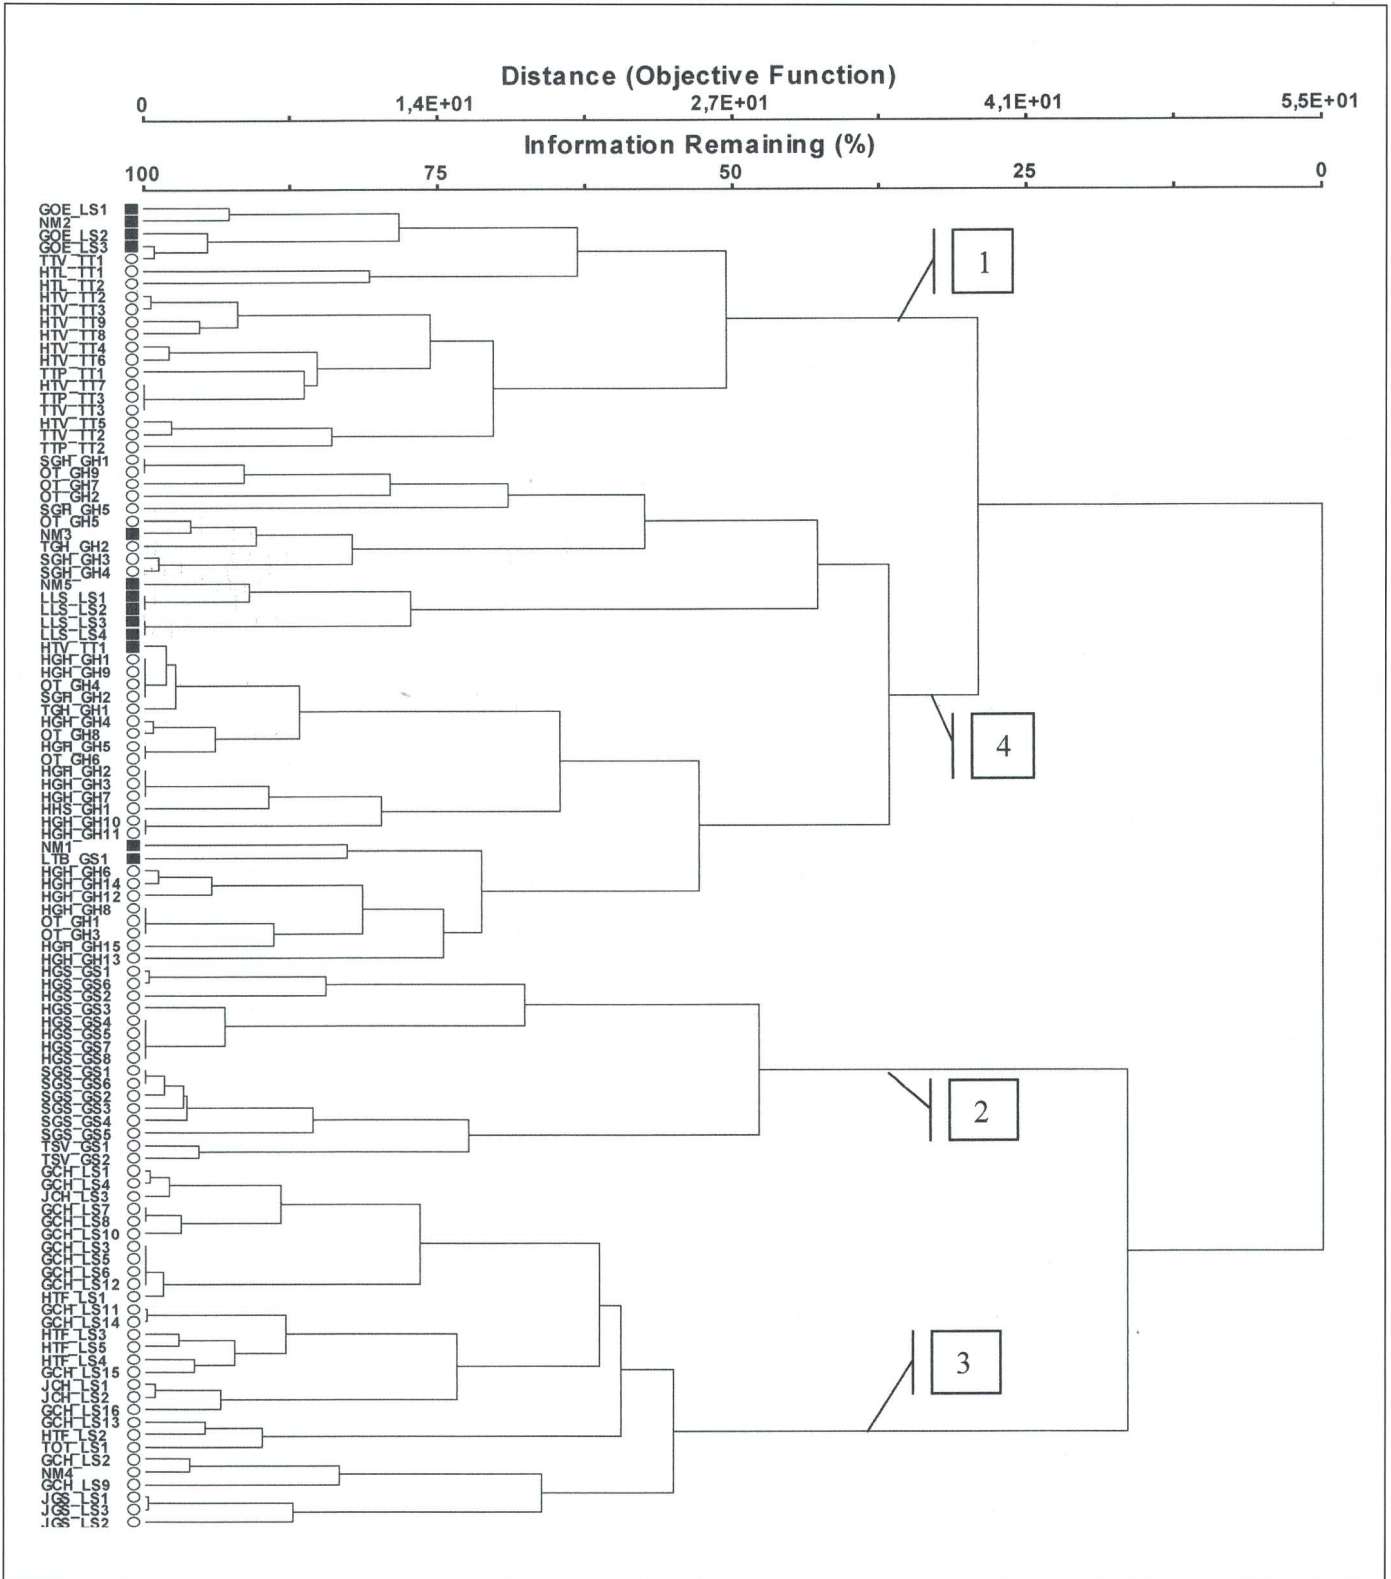 Distance (Objective Function)
0 1,4E+01 2,7E+01 4,1E+01 5,5E+01
Information Remaining (%)
100 75 50 25 0
GOE_LS1
NM2
GOE_LS2
GOE_LS3
TTV_TT1
HTL_TT1
HTL_TT2
HTV_TT2
HTV_TT3
HTV_TT9
HTV_TT8
HTV_TT4
HTV_TT6
TTP_TT1
HTV_TT7
TTP_TT3
TTV_TT3
HTV_TT5
TTV_TT2
TTP_TT2
SGH_GH1
OT_GH9
OT_GH7
OT_GH2
SGH_GH5
OT_GH5
NM3
TGH_GH2
SGH_GH3
SGH_GH4
NM5
LLS_LS1
LLS_LS2
LLS_LS3
LLS_LS4
HTV_TT1
HGH_GH1
HGH_GH9
OT_GH4
SGH_GH2
TGH_GH1
HGH_GH4
OT_GH8
HGH_GH5
OT_GH6
HGH_GH2
HGH_GH3
HGH_GH7
HHS_GH1
HGH_GH10
HGH_GH11
NM1
LTB_GS1
HGH_GH6
HGH_GH14
HGH_GH12
HGH_GH8
OT_GH1
OT_GH3
HGH_GH15
HGH_GH13
HGS_GS1
HGS_GS6
HGS_GS2
HGS_GS3
HGS_GS4
HGS_GS5
HGS_GS7
HGS_GS8
SGS_GS1
SGS_GS6
SGS_GS2
SGS_GS3
SGS_GS4
SGS_GS5
TSV_GS1
TSV_GS2
GCH_LS1
GCH_LS4
JCH_LS3
GCH_LS7
GCH_LS8
GCH_LS10
GCH_LS3
GCH_LS5
GCH_LS6
GCH_LS12
HTF_LS1
GCH_LS11
GCH_LS14
HTF_LS3
HTF_LS5
HTF_LS4
GCH_LS15
JCH_LS1
JCH_LS2
GCH_LS16
GCH_LS13
HTF_LS2
TOT_LS1
GCH_LS2
NM4
GCH_LS9
JGS_LS1
JGS_LS3
JGS_LS2
1
4
2
3